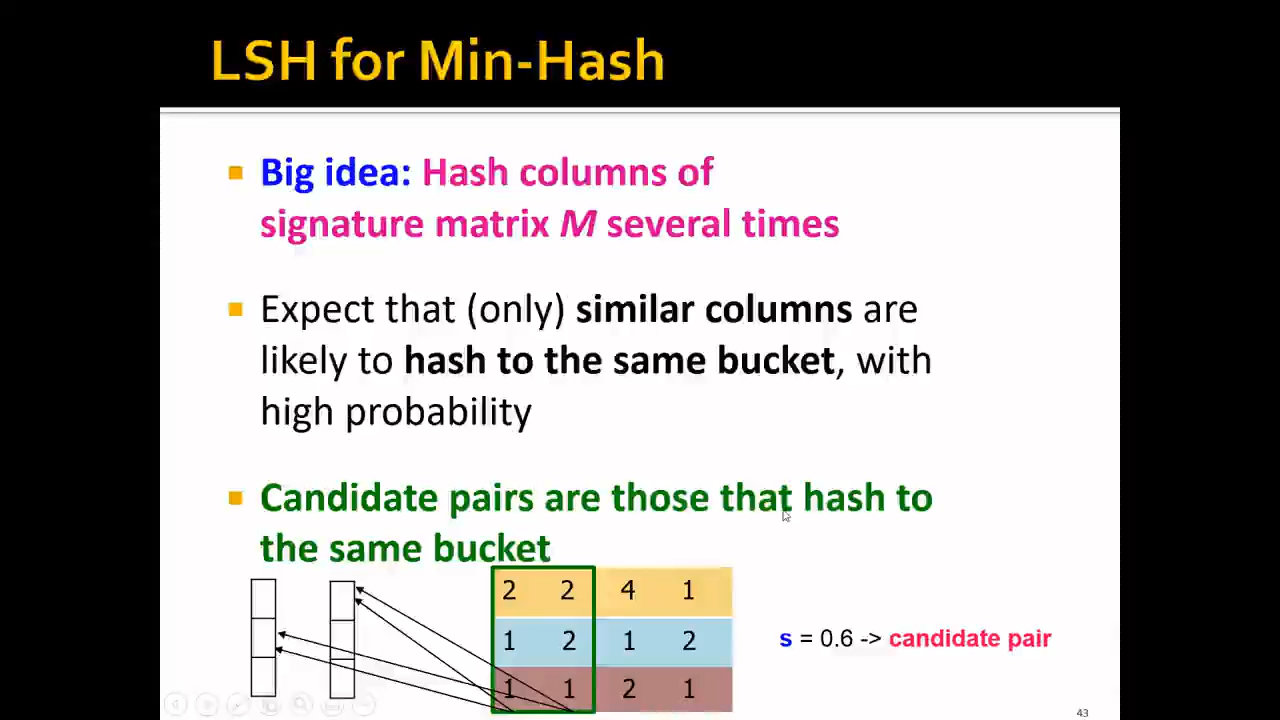 LSH for Min-Hash
Big idea: Hash columns of
signature matrix M several times
Expect that (only) similar columns are
likely to hash to the same bucket, with
high probability
Candidate pairs are those that hash to
the same bucket
2 2 4 1
1 2 1 2
1 1 2 1
s = 0.6 -> candidate pair
43